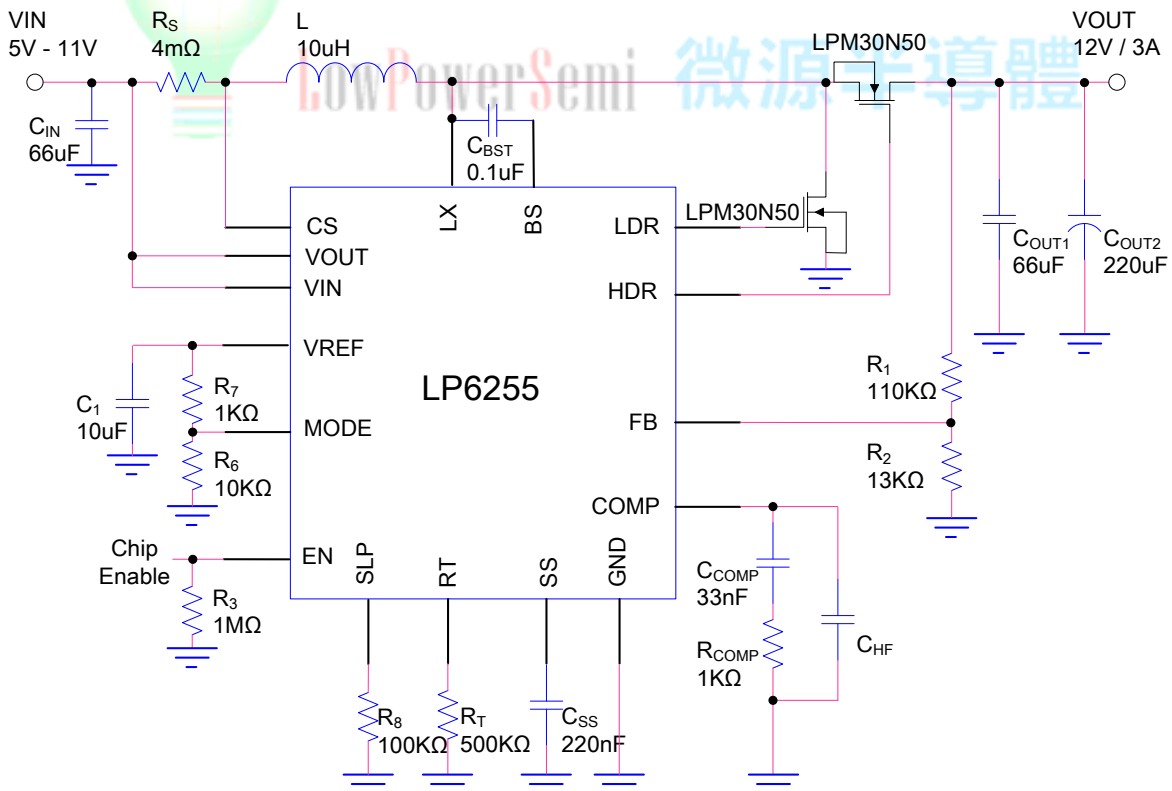 VIN
5V - 11V
RS
4mΩ
L
10uH
LPM30N50
VOUT
12V / 3A
LowPowerSemi 微源半導體
CIN
66uF
CBST
0.1uF
LX
BS
CS
VOUT
VIN
LDR
LPM30N50
HDR
COUT1
66uF
COUT2
220uF
VREF
C1
10uF
R7
1KΩ
MODE
R6
10KΩ
LP6255
FB
R1
110KΩ
R2
13KΩ
COMP
Chip
Enable
EN
R3
1MΩ
SLP
RT
SS
GND
CCOMP
33nF
RCOMP
1KΩ
CHF
R8
100KΩ
RT
500KΩ
CSS
220nF